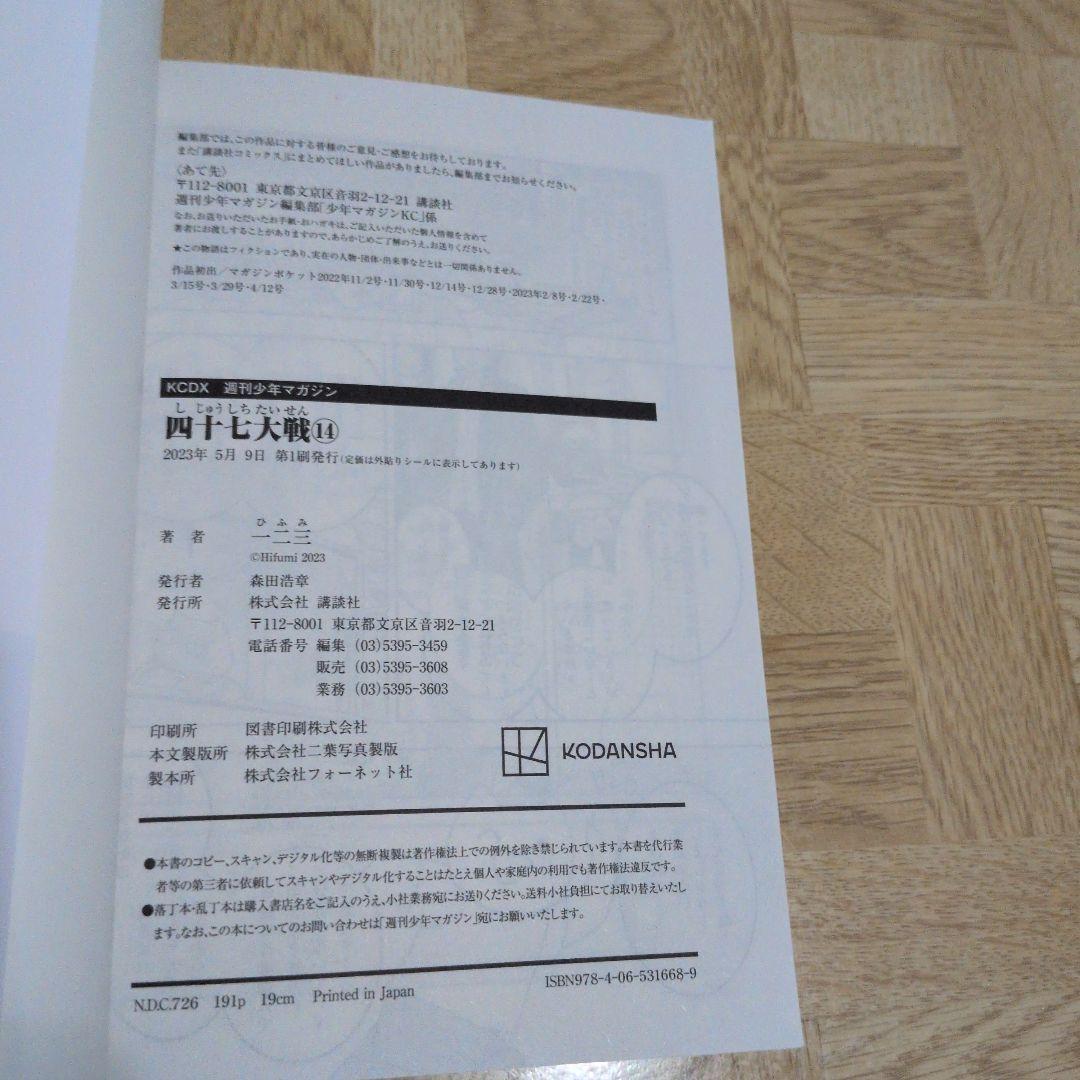 編集部では、この作品に対する皆様のご意見・ご感想をお待ちしております。
また「講談社コミックス」にまとめてほしい作品がありましたら、編集部までお知らせください。
〈あて先〉
〒112-8001 東京都文京区音羽2-12-21 講談社
週刊少年マガジン編集部「少年マガジンKC」係
なお、お送りいただいたお手紙・おハガキは、ご記入いただいた個人情報を含めて
著者にお渡しすることがありますので、あらかじめご了解のうえ、お送りください。
★この物語はフィクションであり、実在の人物・団体・出来事などとは一切関係ありません。
作品初出／マガジンポケット2022年11/2号・11/30号・12/14号・12/28号・2023年2/8号・2/22号・
3/15号・3/29号・4/12号
KCDX 週刊少年マガジン
し じゅうしち たい せん
四十七大戦⑭
2023年 5月 9日 第1刷発行(定価は外貼りシールに表示してあります)
ひ ふ み
著 者 一二三
©Hifumi 2023
発行者 森田浩章
発行所 株式会社 講談社
〒112-8001 東京都文京区音羽2-12-21
電話番号 編集 (03)5395-3459
販売 (03)5395-3608
業務 (03)5395-3603
印刷所 図書印刷株式会社
本文製版所 株式会社二葉写真製版
製本所 株式会社フォーネット社
KODANSHA
●本書のコピー、スキャン、デジタル化等の無断複製は著作権法上での例外を除き禁じられています。本書を代行業
者等の第三者に依頼してスキャンやデジタル化することはたとえ個人や家庭内の利用でも著作権法違反です。
●落丁本・乱丁本は購入書店名をご記入のうえ、小社業務宛にお送りください。送料小社負担にてお取り替えいたし
ます。なお、この本についてのお問い合わせは「週刊少年マガジン」宛にお願いいたします。
N.D.C.726 191p 19cm Printed in Japan ISBN978-4-06-531668-9